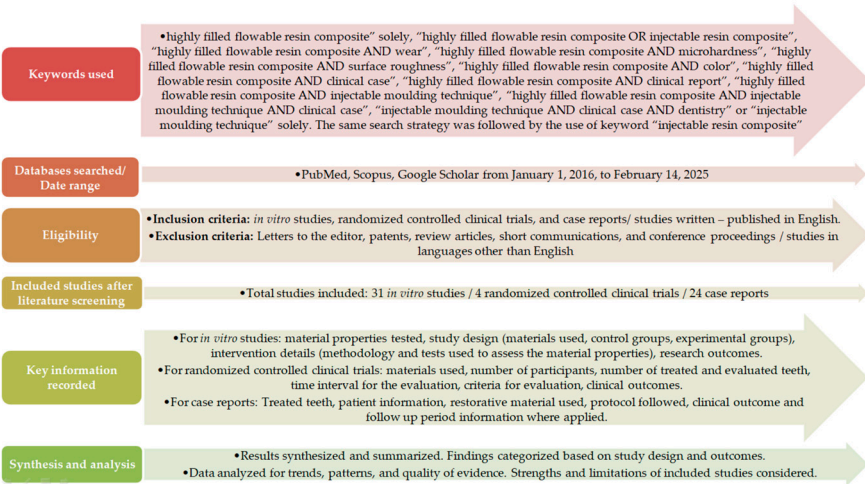 Keywords used
•highly filled flowable resin composite” solely, “highly filled flowable resin composite OR injectable resin composite”,
“highly filled flowable resin composite AND wear”, “highly filled flowable resin composite AND microhardness”, “highly
filled flowable resin composite AND surface roughness”, “highly filled flowable resin composite AND color”, “highly filled
flowable resin composite AND clinical case”, “highly filled flowable resin composite AND clinical report”, “highly filled
flowable resin composite AND injectable moulding technique”, “highly filled flowable resin composite AND injectable
moulding technique AND clinical case”, “injectable moulding technique AND clinical case AND dentistry” or “injectable
moulding technique” solely. The same search strategy was followed by the use of keyword “injectable resin composite”
Databases searched/
Date range
•PubMed, Scopus, Google Scholar from January 1, 2016, to February 14, 2025
Eligibility
•Inclusion criteria: in vitro studies, randomized controlled clinical trials, and case reports/ studies written – published in English.
•Exclusion criteria: Letters to the editor, patents, review articles, short communications, and conference proceedings / studies in
languages other than English
Included studies after
literature screening
•Total studies included: 31 in vitro studies / 4 randomized controlled clinical trials / 24 case reports
Key information
recorded
•For in vitro studies: material properties tested, study design (materials used, control groups, experimental groups),
intervention details (methodology and tests used to assess the material properties), research outcomes.
•For randomized controlled clinical trials: materials used, number of participants, number of treated and evaluated teeth,
time interval for the evaluation, criteria for evaluation, clinical outcomes.
•For case reports: Treated teeth, patient information, restorative material used, protocol followed, clinical outcome and
follow up period information where applied.
Synthesis and analysis
•Results synthesized and summarized. Findings categorized based on study design and outcomes.
•Data analyzed for trends, patterns, and quality of evidence. Strengths and limitations of included studies considered.